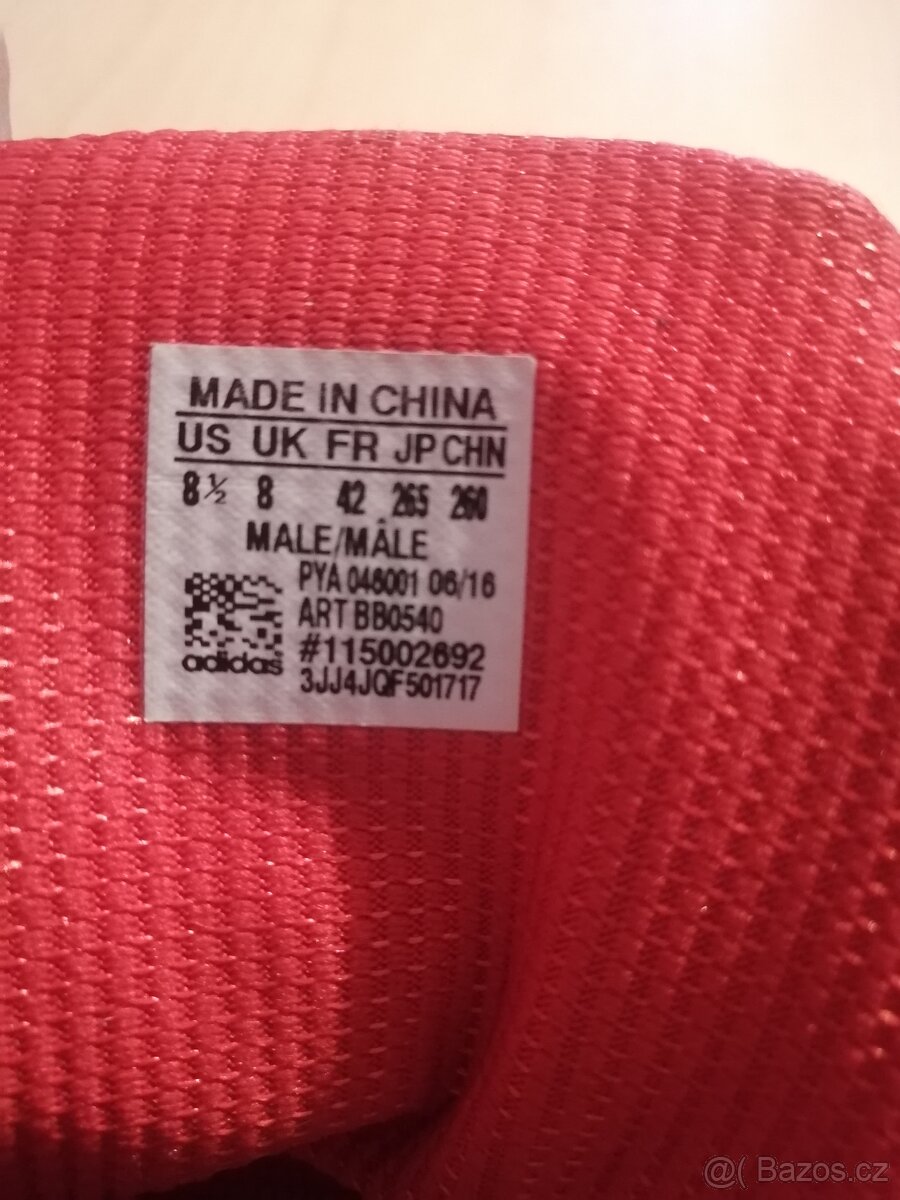 MADE IN CHINA
US UK FR JP CHN
8½ 8 42 265 260
MALE/MÂLE
PYA 046001 06/16
ART BB0540
#115002692
adidas
3JJ4JQF501717
@( Bazos.cz